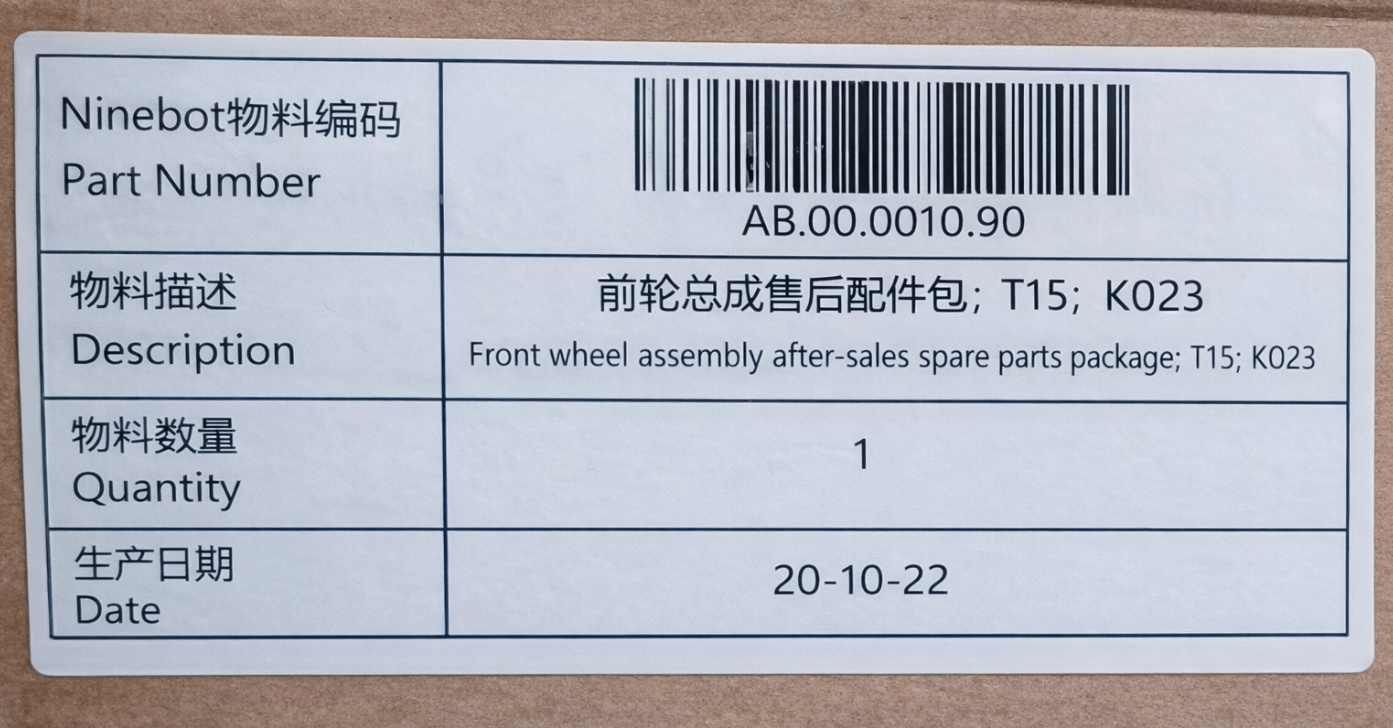 Ninebot物料编码
Part Number
AB.00.0010.90
物料描述
Description
前轮总成售后配件包; T15; K023
Front wheel assembly after-sales spare parts package; T15; K023
物料数量
Quantity
1
生产日期
Date
20-10-22